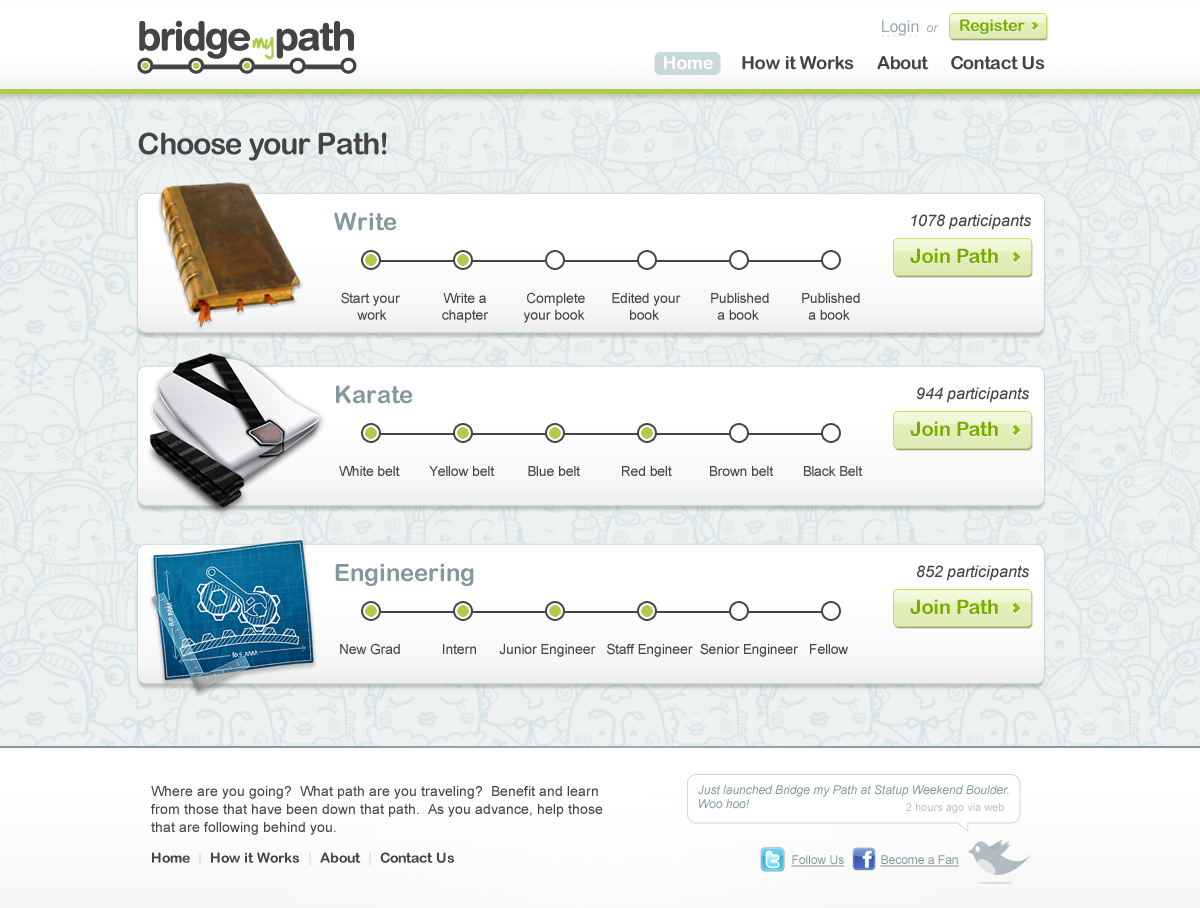 bridge my path
Login or Register
Home How it Works About Contact Us
Choose your Path!
Write
1078 participants
Join Path
Start your work
Write a chapter
Complete your book
Edited your book
Published a book
Published a book
Karate
944 participants
Join Path
White belt Yellow belt Blue belt Red belt Brown belt Black Belt
Engineering
852 participants
Join Path
New Grad Intern Junior Engineer Staff Engineer Senior Engineer Fellow
Where are you going? What path are you traveling? Benefit and learn
from those that have been down that path. As you advance, help those
that are following behind you.
Home How it Works About Contact Us
Just launched Bridge my Path at Statup Weekend Boulder.
Woo hoo!
2 hours ago via web
Follow Us Become a Fan